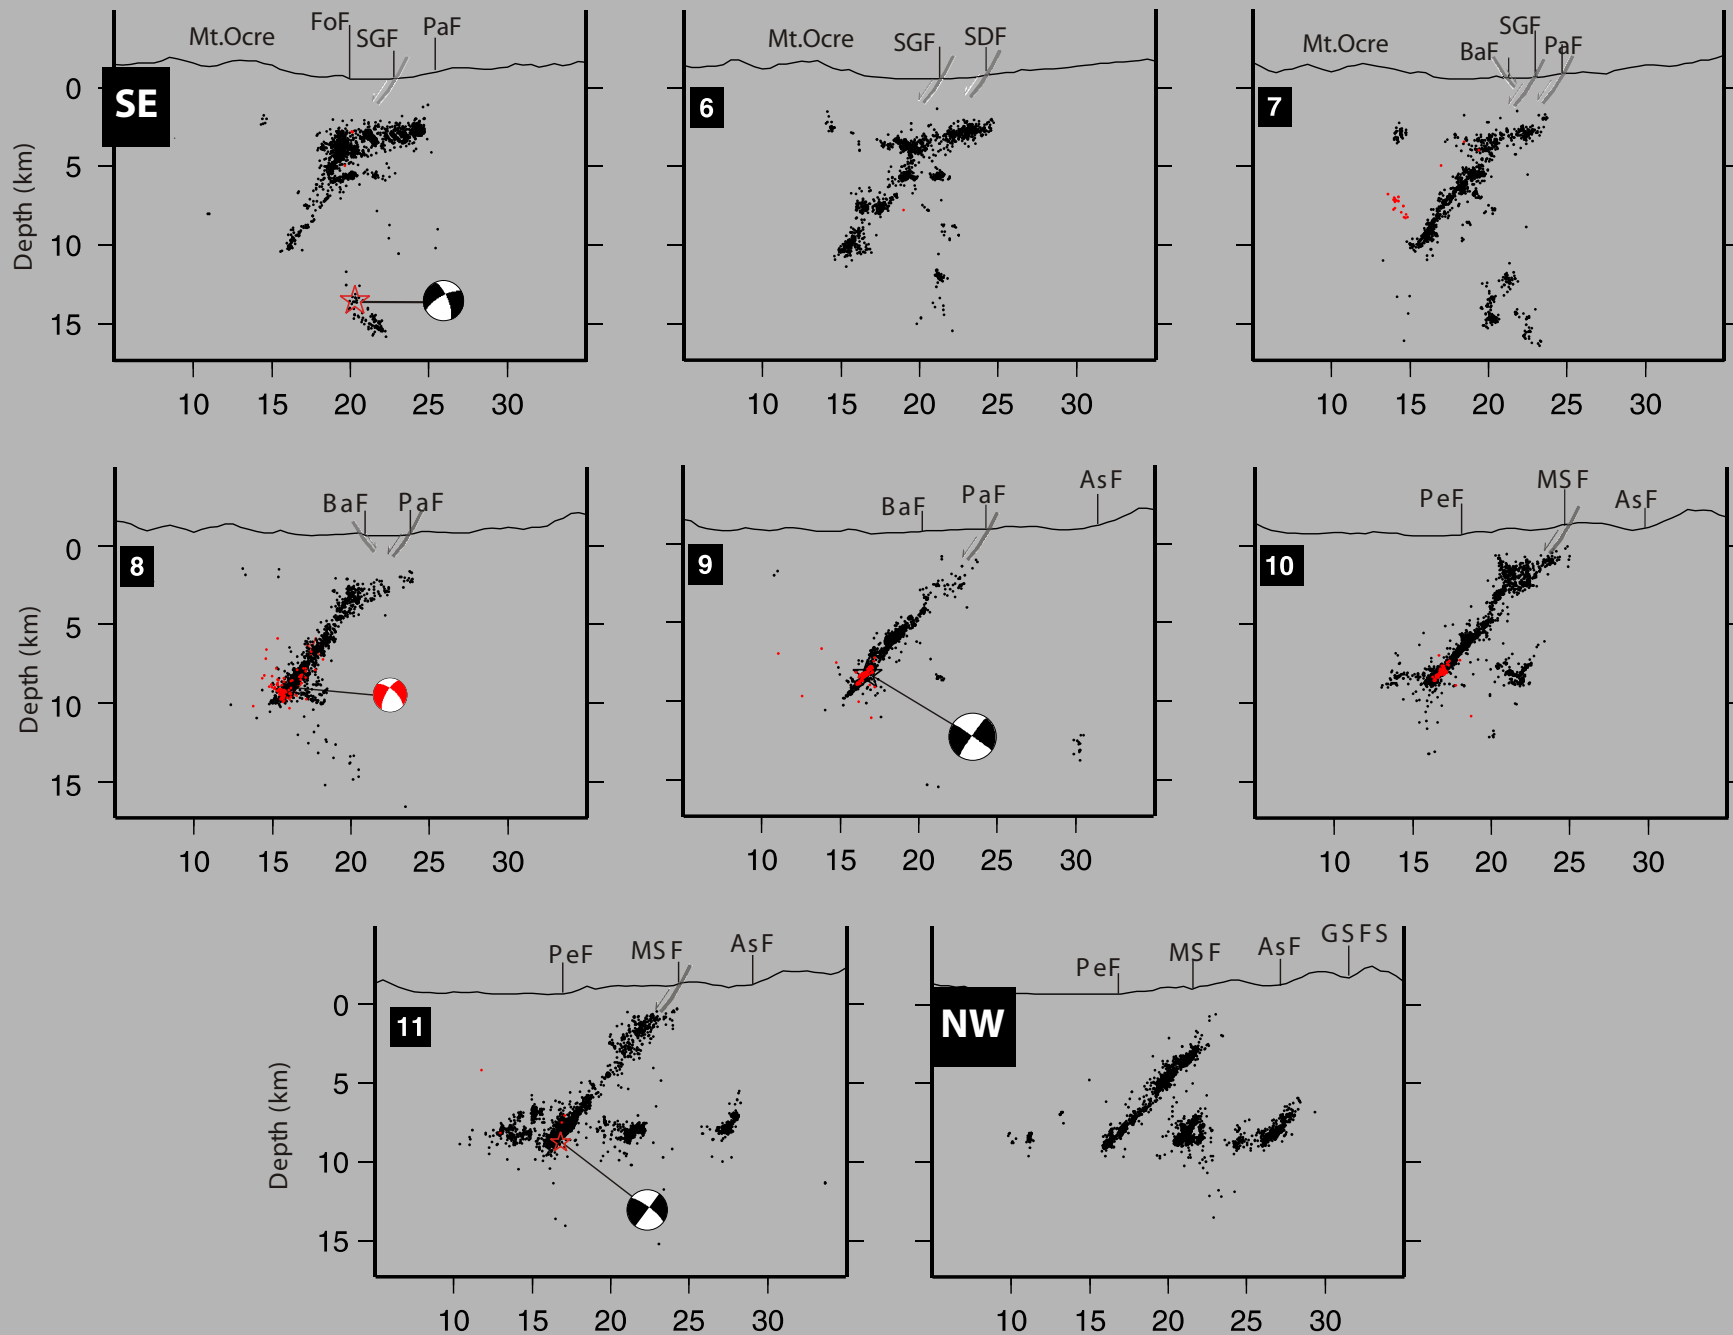 Mt.Ocre FoF SGF PaF
SE
Depth (km)
0
5
10
15
10 15 20 25 30
Mt.Ocre SGF SDF
6
10 15 20 25 30
Mt.Ocre BaF SGF PaF
7
10 15 20 25 30
BaF PaF
8
Depth (km)
0
5
10
15
10 15 20 25 30
BaF PaF AsF
9
10 15 20 25 30
PeF MSF AsF
10
10 15 20 25 30
PeF MSF AsF
11
Depth (km)
0
5
10
15
10 15 20 25 30
PeF MSF AsF GSFS
NW
10 15 20 25 30